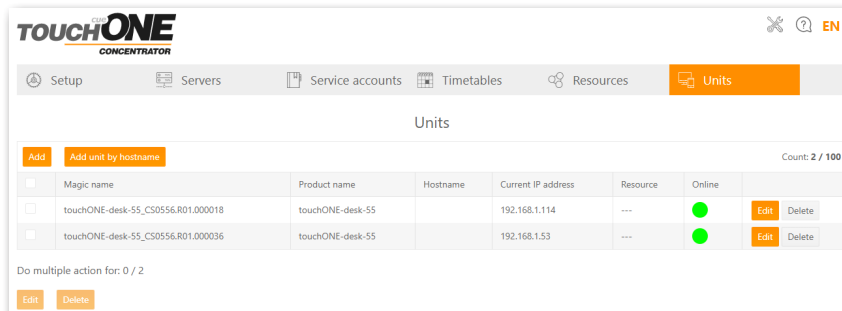 cue
TOUCHONE
CONCENTRATOR
EN
Setup Servers Service accounts Timetables Resources Units
Units
Add Add unit by hostname Count: 2 / 100
Magic name Product name Hostname Current IP address Resource Online
touchONE-desk-55_CS0556.R01.000018 touchONE-desk-55 192.168.1.114 --- Edit Delete
touchONE-desk-55_CS0556.R01.000036 touchONE-desk-55 192.168.1.53 --- Edit Delete
Do multiple action for: 0 / 2
Edit Delete